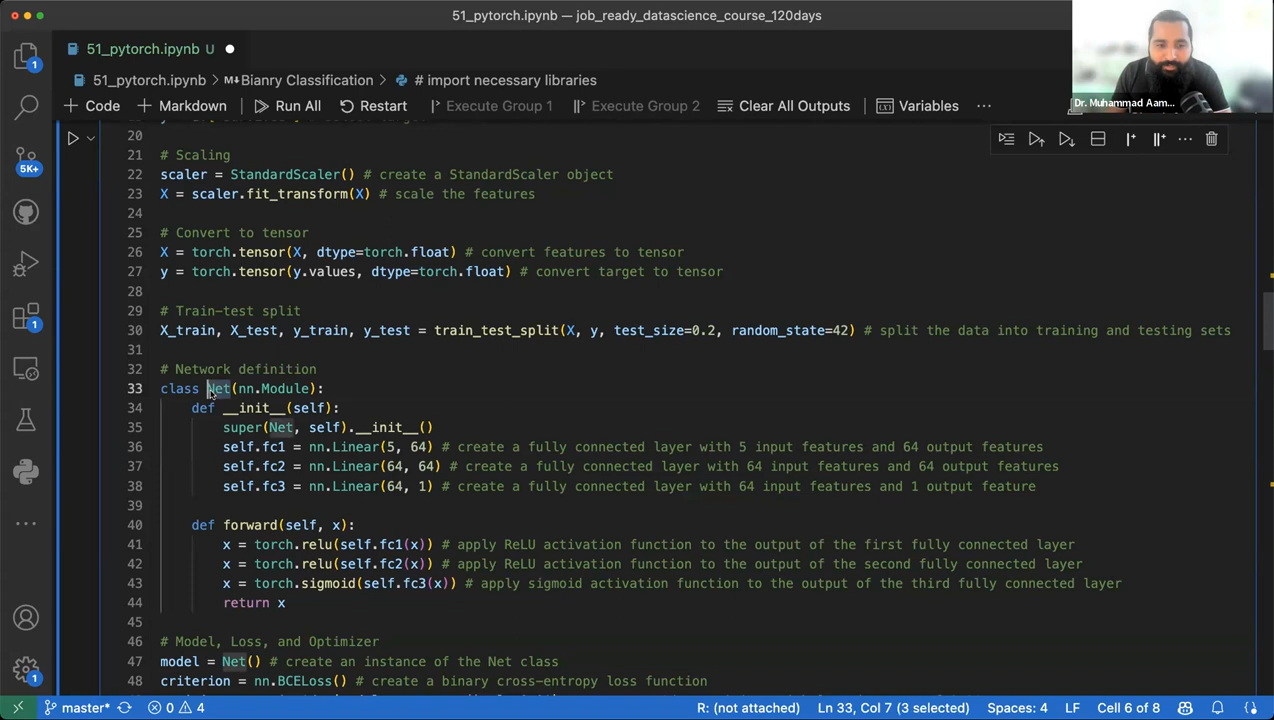 51_pytorch.ipynb — job_ready_datascience_course_120days
51_pytorch.ipynb U
51_pytorch.ipynb > M↓Bianry Classification > # import necessary libraries
+ Code + Markdown Run All Restart Execute Group 1 Execute Group 2 Clear All Outputs Variables ...
Dr. Muhammad Aam...
1
5K+
1
1
20
21 # Scaling
22 scaler = StandardScaler() # create a StandardScaler object
23 X = scaler.fit_transform(X) # scale the features
24
25 # Convert to tensor
26 X = torch.tensor(X, dtype=torch.float) # convert features to tensor
27 y = torch.tensor(y.values, dtype=torch.float) # convert target to tensor
28
29 # Train-test split
30 X_train, X_test, y_train, y_test = train_test_split(X, y, test_size=0.2, random_state=42) # split the data into training and testing sets
31
32 # Network definition
33 class Net(nn.Module):
34 def __init__(self):
35 super(Net, self).__init__()
36 self.fc1 = nn.Linear(5, 64) # create a fully connected layer with 5 input features and 64 output features
37 self.fc2 = nn.Linear(64, 64) # create a fully connected layer with 64 input features and 64 output features
38 self.fc3 = nn.Linear(64, 1) # create a fully connected layer with 64 input features and 1 output feature
39
40 def forward(self, x):
41 x = torch.relu(self.fc1(x)) # apply ReLU activation function to the output of the first fully connected layer
42 x = torch.relu(self.fc2(x)) # apply ReLU activation function to the output of the second fully connected layer
43 x = torch.sigmoid(self.fc3(x)) # apply sigmoid activation function to the output of the third fully connected layer
44 return x
45
46 # Model, Loss, and Optimizer
47 model = Net() # create an instance of the Net class
48 criterion = nn.BCELoss() # create a binary cross-entropy loss function
master* 0 4 R: (not attached) Ln 33, Col 7 (3 selected) Spaces: 4 LF Cell 6 of 8